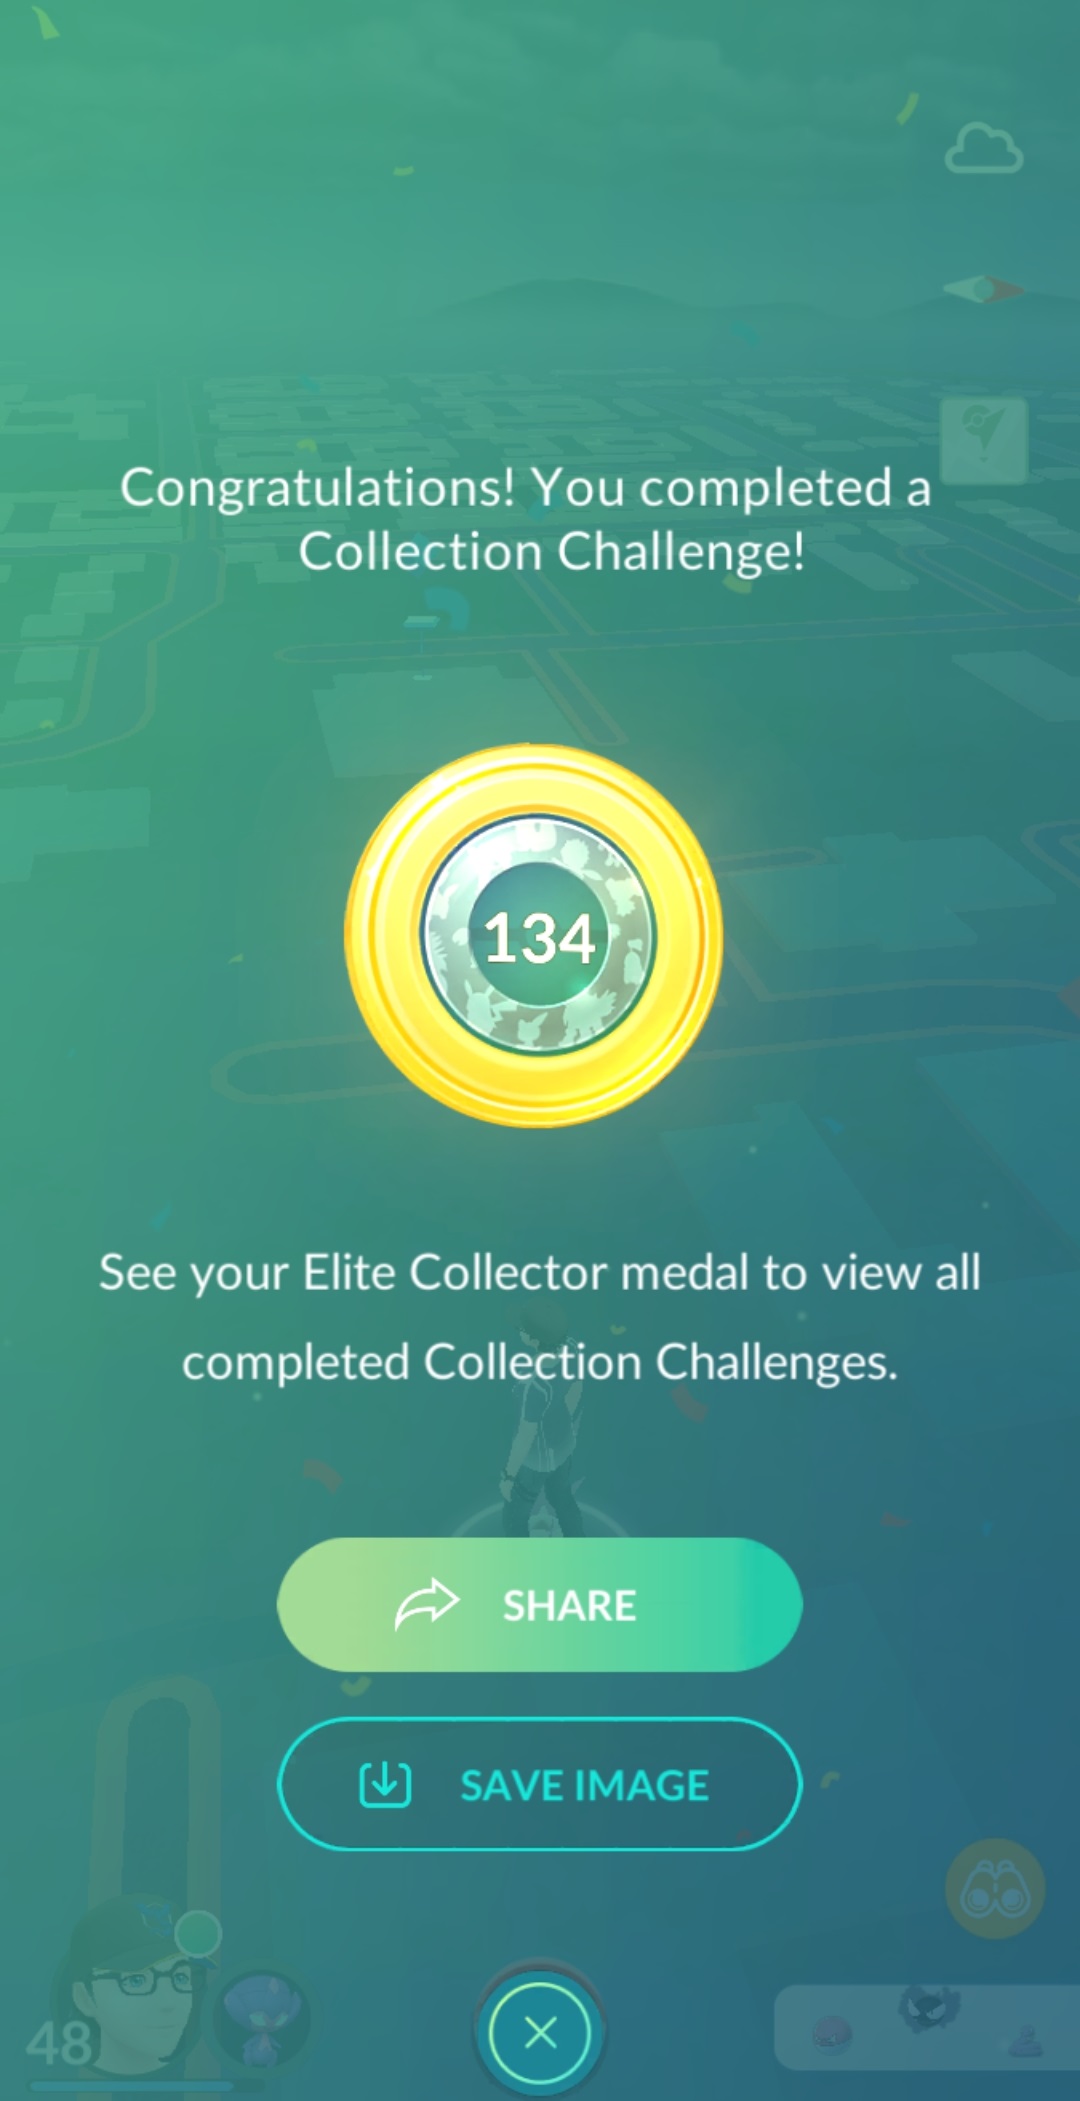 Congratulations! You completed a
Collection Challenge!
134
See your Elite Collector medal to view all
completed Collection Challenges.
SHARE
SAVE IMAGE
48